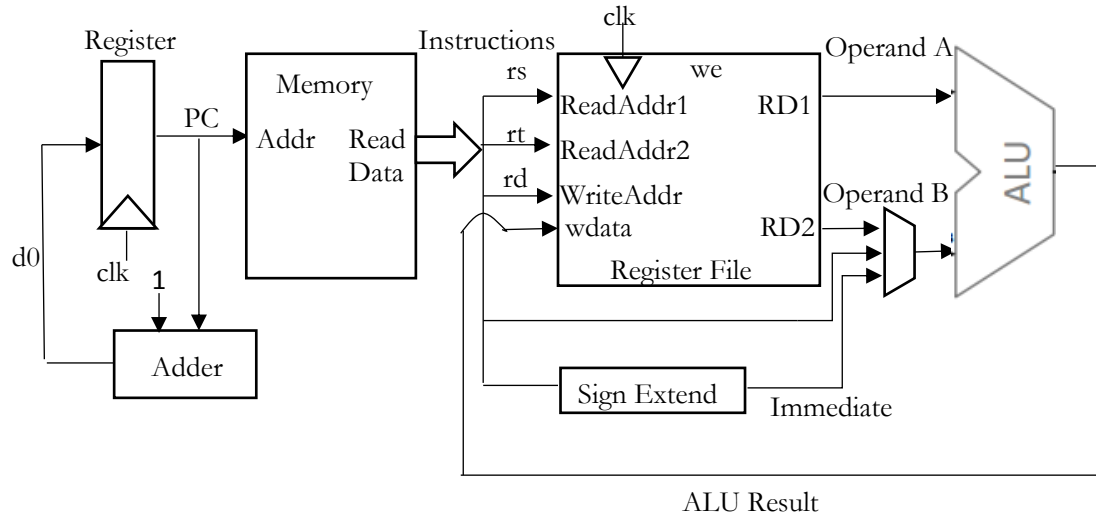 clk
Register
Instructions
Operand A
we
rs
Memory
ReadAddr1
RD1
PC
rt
Addr
Read
Data
ReadAddr2
ALU
rd
WriteAddr
Operand B
wdata
RD2
d0
clk
Register File
1
Adder
Sign Extend
Immediate
ALU Result